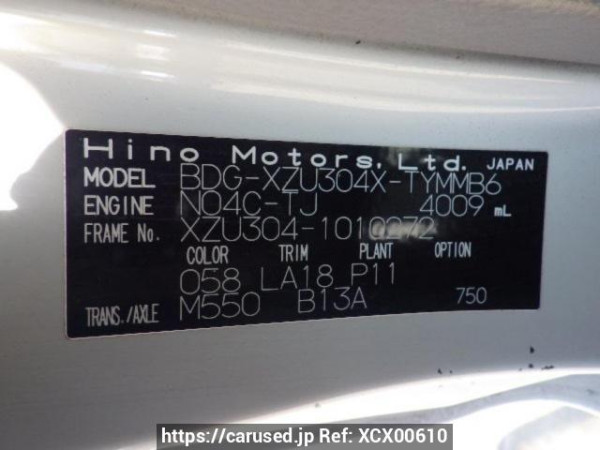 Hino Motors, Ltd. JAPAN
MODEL BDG-XZU304X-TYMMB6
ENGINE N04C-TJ 4009 mL
FRAME No. XZU304-1010272
COLOR TRIM PLANT OPTION
058 LA18 P11
TRANS./AXLE M550 B13A 750
https://carused.jp Ref: XCX00610